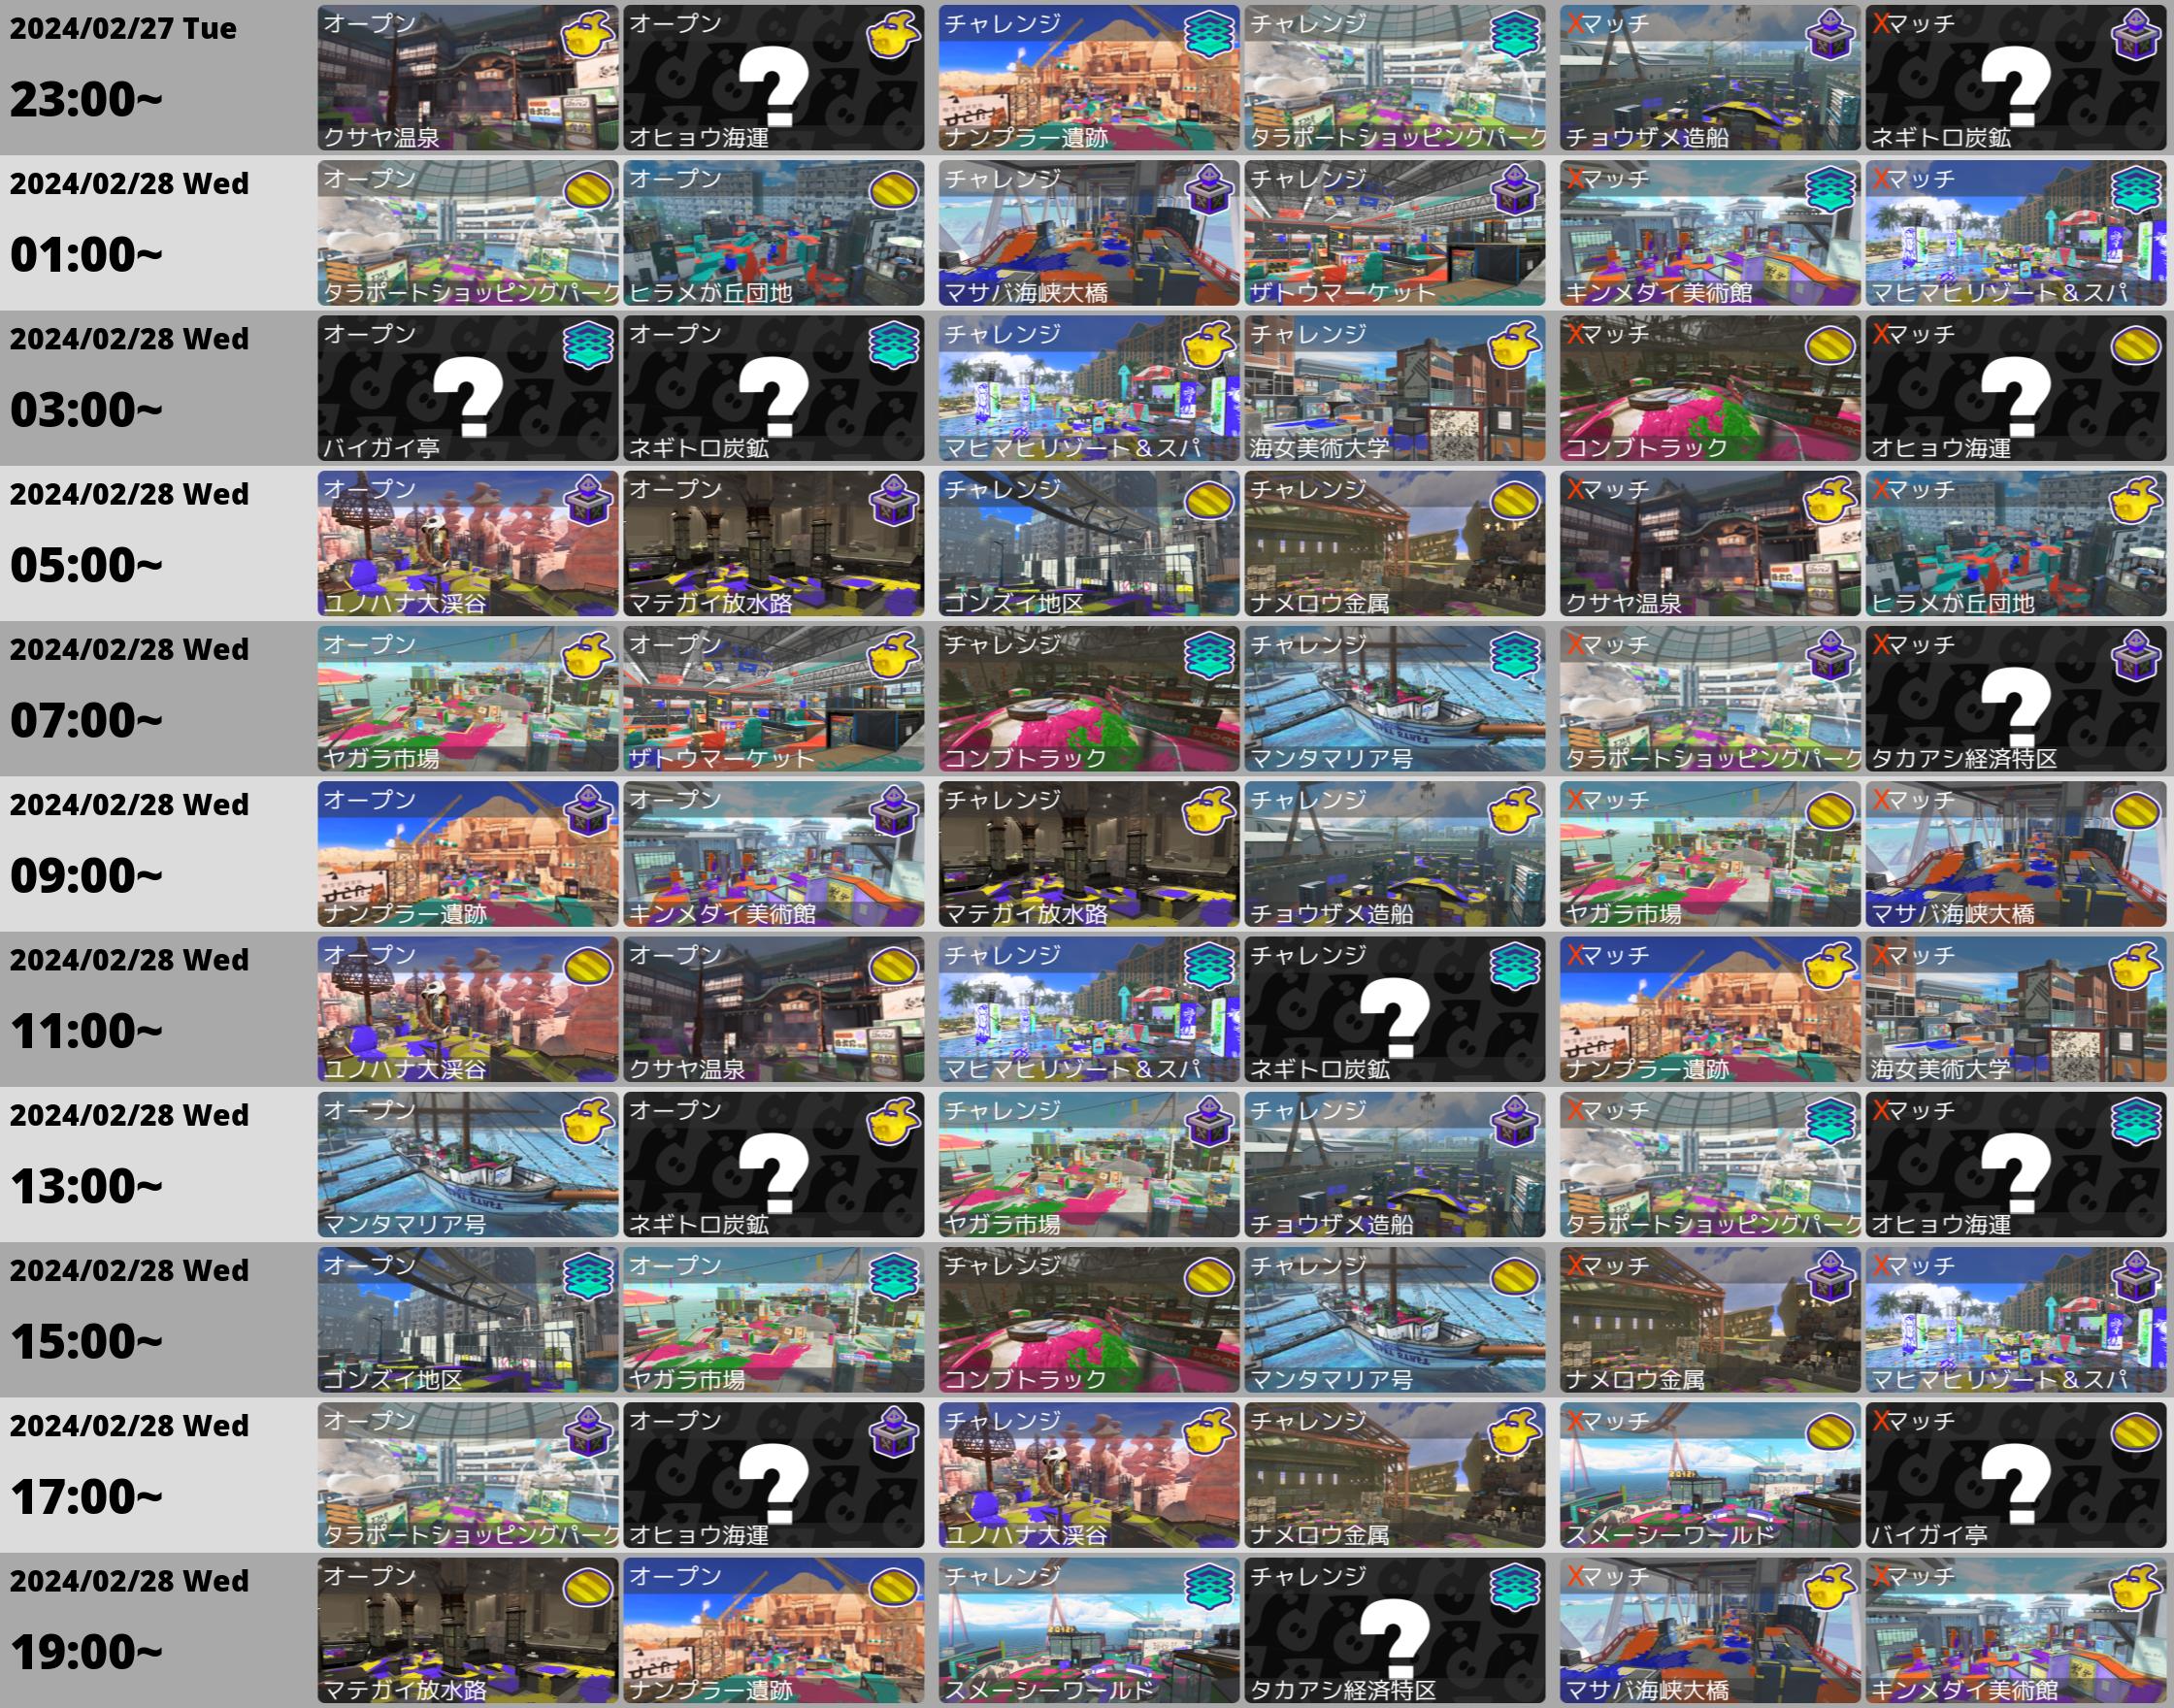 2024/02/27 Tue
23:00~
オープン オープン チャレンジ チャレンジ Xマッチ Xマッチ
クサヤ温泉 オヒョウ海運 ナンプラー遺跡 タラポートショッピングパーク チョウザメ造船 ネギトロ炭鉱
2024/02/28 Wed
01:00~
オープン オープン チャレンジ チャレンジ Xマッチ Xマッチ
タラポートショッピングパーク ヒラメが丘団地 マサバ海峡大橋 ザトウマーケット キンメダイ美術館 マヒマヒリゾート＆スパ
2024/02/28 Wed
03:00~
オープン オープン チャレンジ チャレンジ Xマッチ Xマッチ
バイガイ亭 ネギトロ炭鉱 マヒマヒリゾート＆スパ 海女美術大学 コンブトラック オヒョウ海運
2024/02/28 Wed
05:00~
オープン オープン チャレンジ チャレンジ Xマッチ Xマッチ
ユノハナ大渓谷 マテガイ放水路 ゴンズイ地区 ナメロウ金属 クサヤ温泉 ヒラメが丘団地
2024/02/28 Wed
07:00~
オープン オープン チャレンジ チャレンジ Xマッチ Xマッチ
ヤガラ市場 ザトウマーケット コンブトラック マンタマリア号 タラポートショッピングパーク タカアシ経済特区
2024/02/28 Wed
09:00~
オープン オープン チャレンジ チャレンジ Xマッチ Xマッチ
ナンプラー遺跡 キンメダイ美術館 マテガイ放水路 チョウザメ造船 ヤガラ市場 マサバ海峡大橋
2024/02/28 Wed
11:00~
オープン オープン チャレンジ チャレンジ Xマッチ Xマッチ
ユノハナ大渓谷 クサヤ温泉 マヒマヒリゾート＆スパ ネギトロ炭鉱 ナンプラー遺跡 海女美術大学
2024/02/28 Wed
13:00~
オープン オープン チャレンジ チャレンジ Xマッチ Xマッチ
マンタマリア号 ネギトロ炭鉱 ヤガラ市場 チョウザメ造船 タラポートショッピングパーク オヒョウ海運
2024/02/28 Wed
15:00~
オープン オープン チャレンジ チャレンジ Xマッチ Xマッチ
ゴンズイ地区 ヤガラ市場 コンブトラック マンタマリア号 ナメロウ金属 マヒマヒリゾート＆スパ
2024/02/28 Wed
17:00~
オープン オープン チャレンジ チャレンジ Xマッチ Xマッチ
タラポートショッピングパーク オヒョウ海運 ユノハナ大渓谷 ナメロウ金属 スメーシーワールド バイガイ亭
2024/02/28 Wed
19:00~
オープン オープン チャレンジ チャレンジ Xマッチ Xマッチ
マテガイ放水路 ナンプラー遺跡 スメーシーワールド タカアシ経済特区 マサバ海峡大橋 キンメダイ美術館